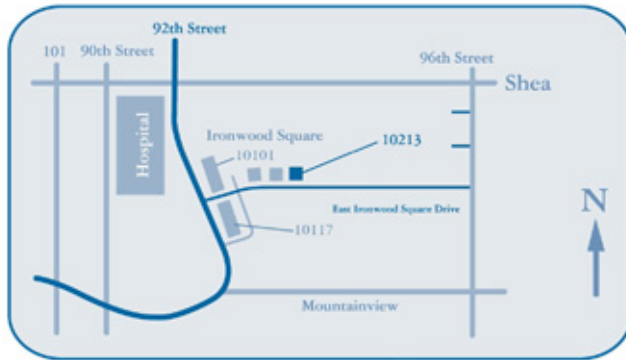 92th Street
101
90th Street
96th Street
Shea
Hospital
Ironwood Square
10101
10213
East Ironwood Square Drive
10117
N
Mountainview